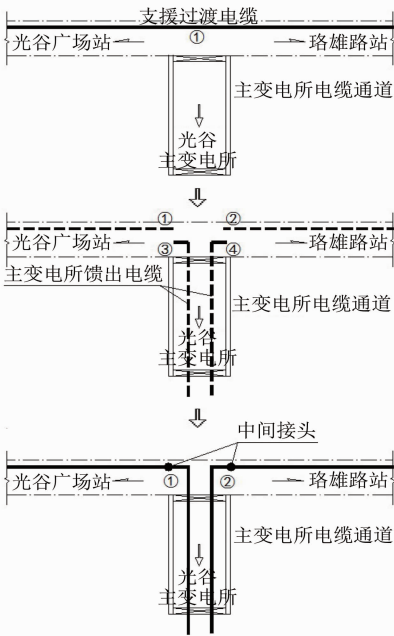 支援过渡电缆
光谷广场站
①
珞雄路站
主变电所电缆通道
光谷
主变电所
①
②
光谷广场站
③
④
珞雄路站
主变电所馈出电缆
主变电所电缆通道
光谷
主变电所
中间接头
光谷广场站
①
②
珞雄路站
主变电所电缆通道
光谷
主变电所